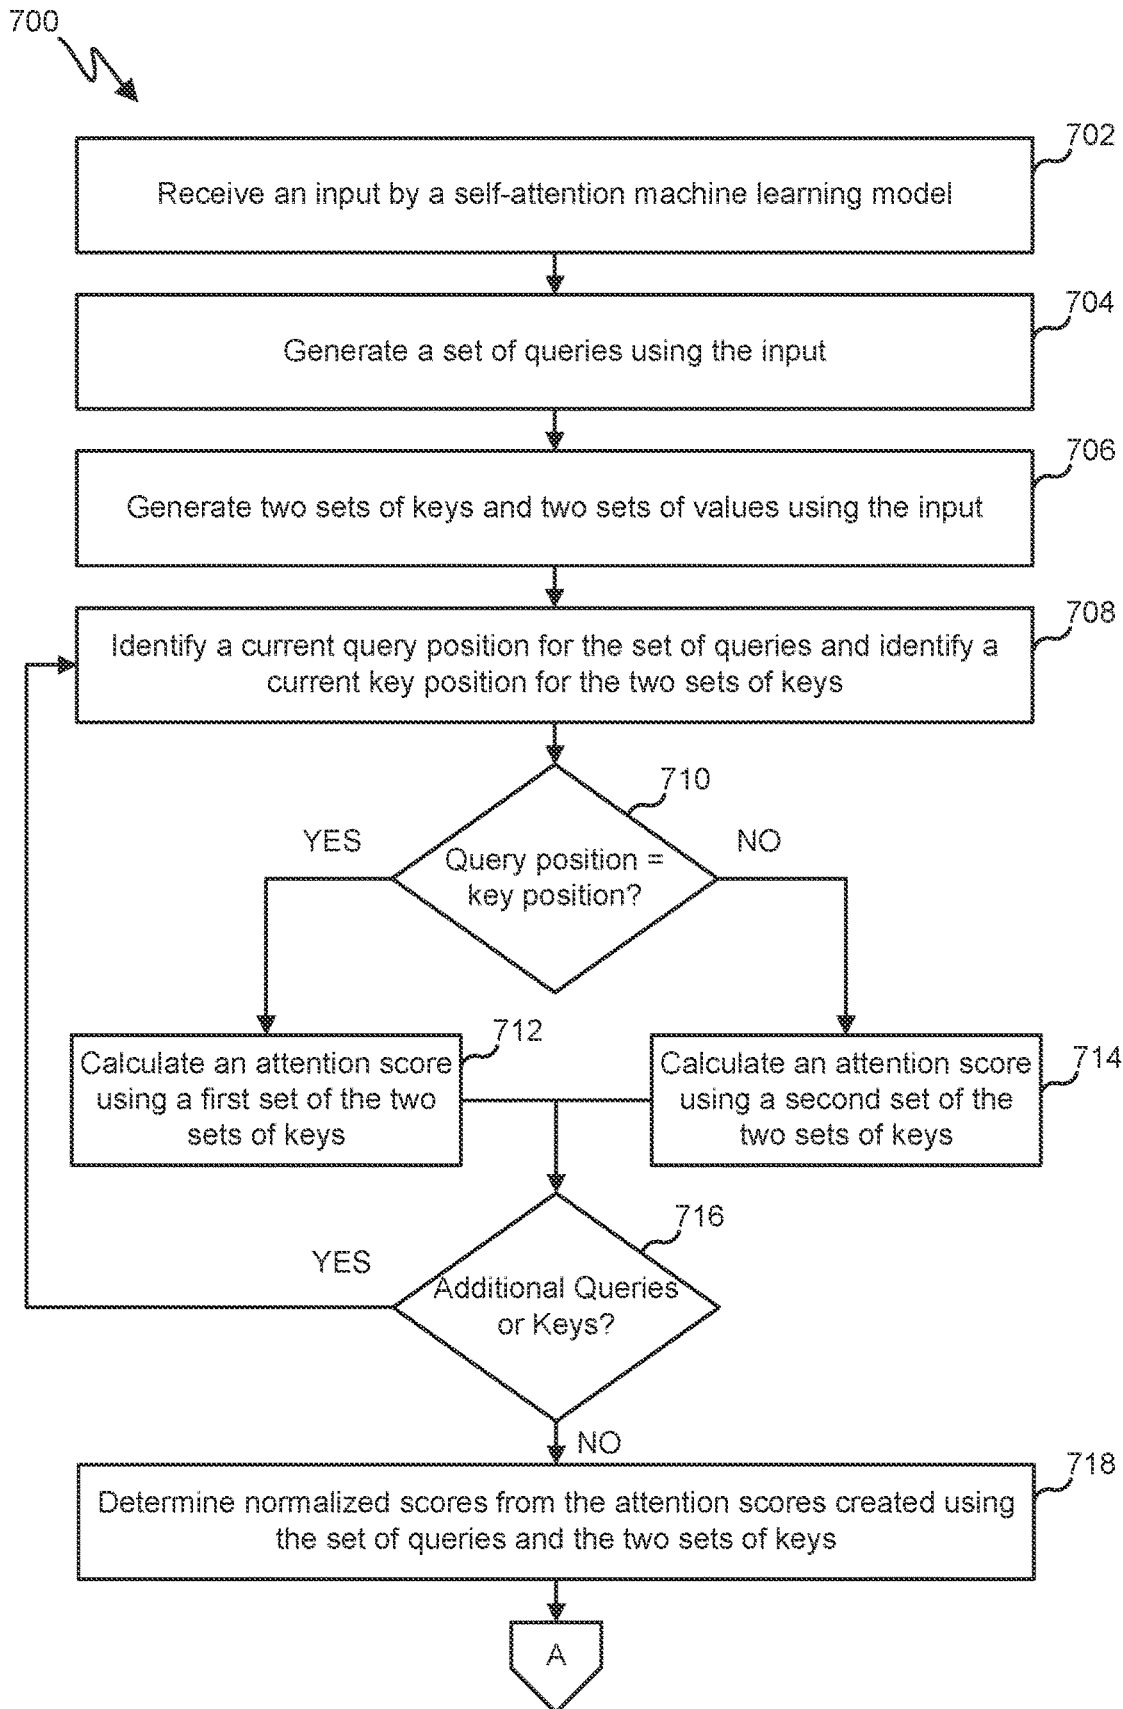 700
702
Receive an input by a self-attention machine learning model
704
Generate a set of queries using the input
706
Generate two sets of keys and two sets of values using the input
708
Identify a current query position for the set of queries and identify a
current key position for the two sets of keys
710
YES
NO
Query position =
key position?
712
Calculate an attention score
using a first set of the two
sets of keys
714
Calculate an attention score
using a second set of the
two sets of keys
716
YES
Additional Queries
or Keys?
NO
718
Determine normalized scores from the attention scores created using
the set of queries and the two sets of keys
A